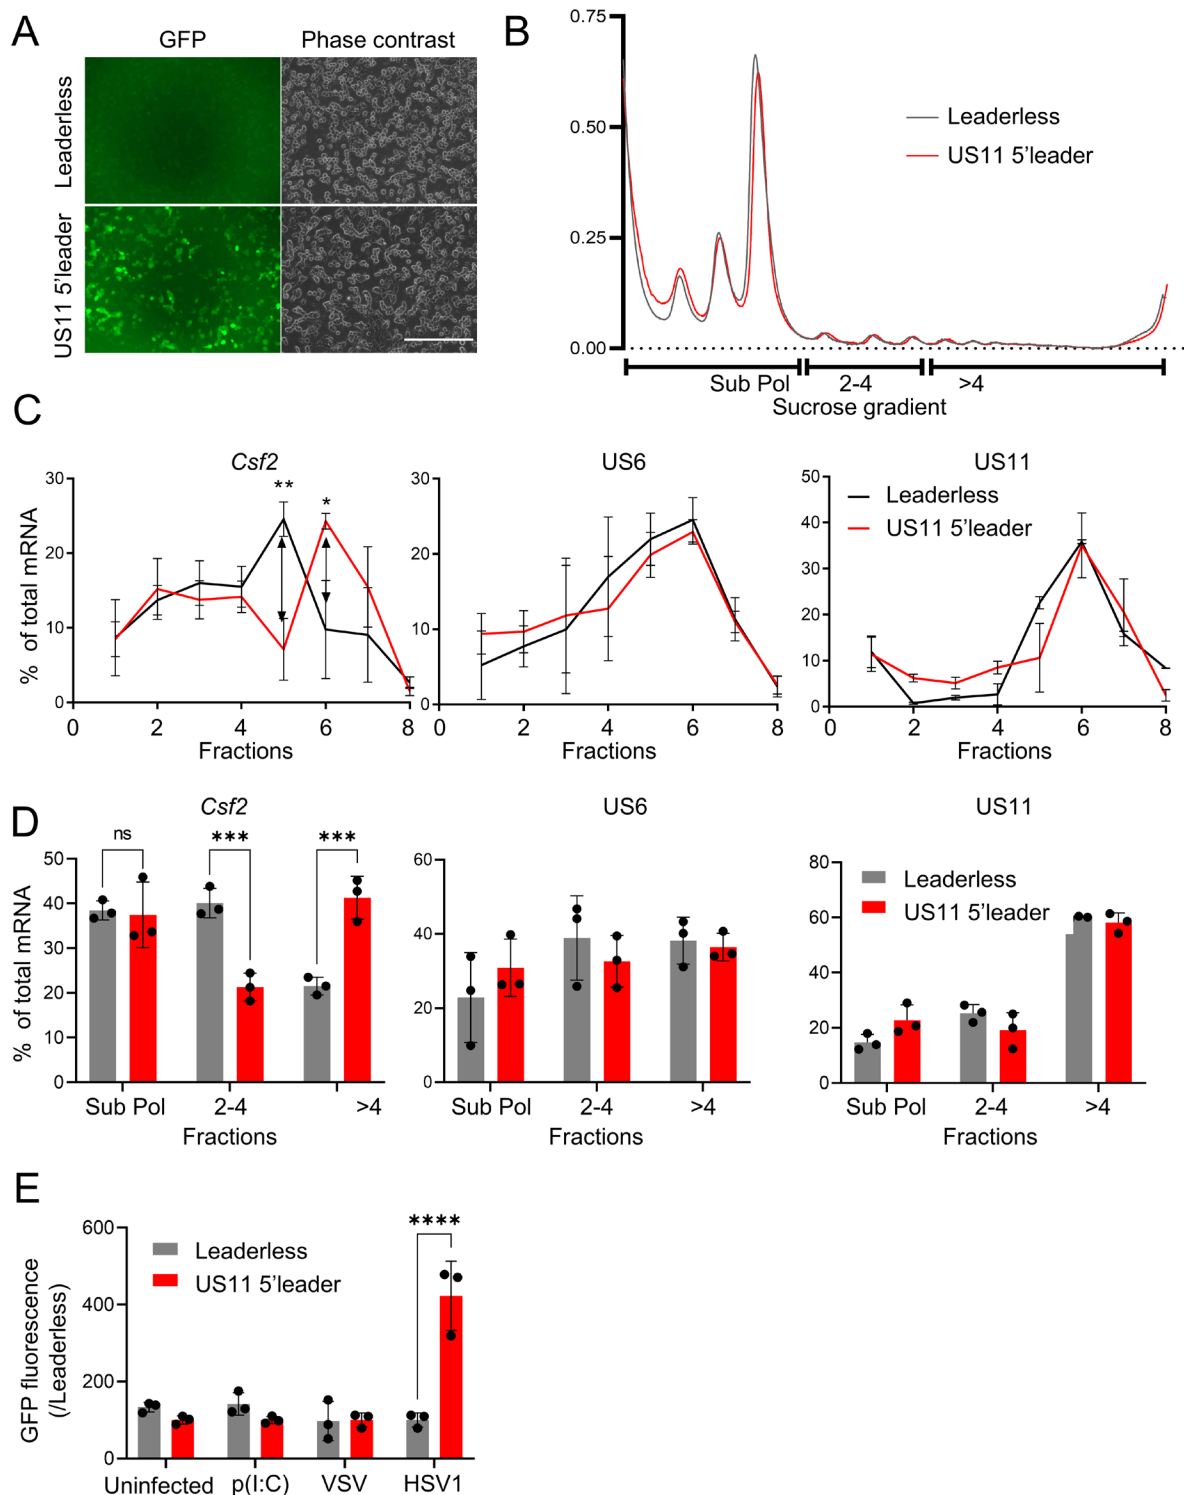 A
GFP
Phase contrast
Leaderless
US11 5'leader
B
0.75
0.50
0.25
0.00
Leaderless
US11 5'leader
Sub Pol
2-4
>4
Sucrose gradient
C
Csf2
US6
US11
% of total mRNA
30
20
10
0
**
*
0 2 4 6 8
Fractions
30
20
10
0
0 2 4 6 8
Fractions
50
40
30
20
10
0
Leaderless
US11 5'leader
0 2 4 6 8
Fractions
D
Csf2
US6
US11
% of total mRNA
50
40
30
20
10
0
ns
***
***
Sub Pol 2-4 >4
Fractions
60
40
20
0
Sub Pol 2-4 >4
Fractions
80
60
40
20
0
Leaderless
US11 5'leader
Sub Pol 2-4 >4
Fractions
E
GFP fluorescence
(/Leaderless)
600
400
200
0
Leaderless
US11 5'leader
****
Uninfected p(I:C) VSV HSV1